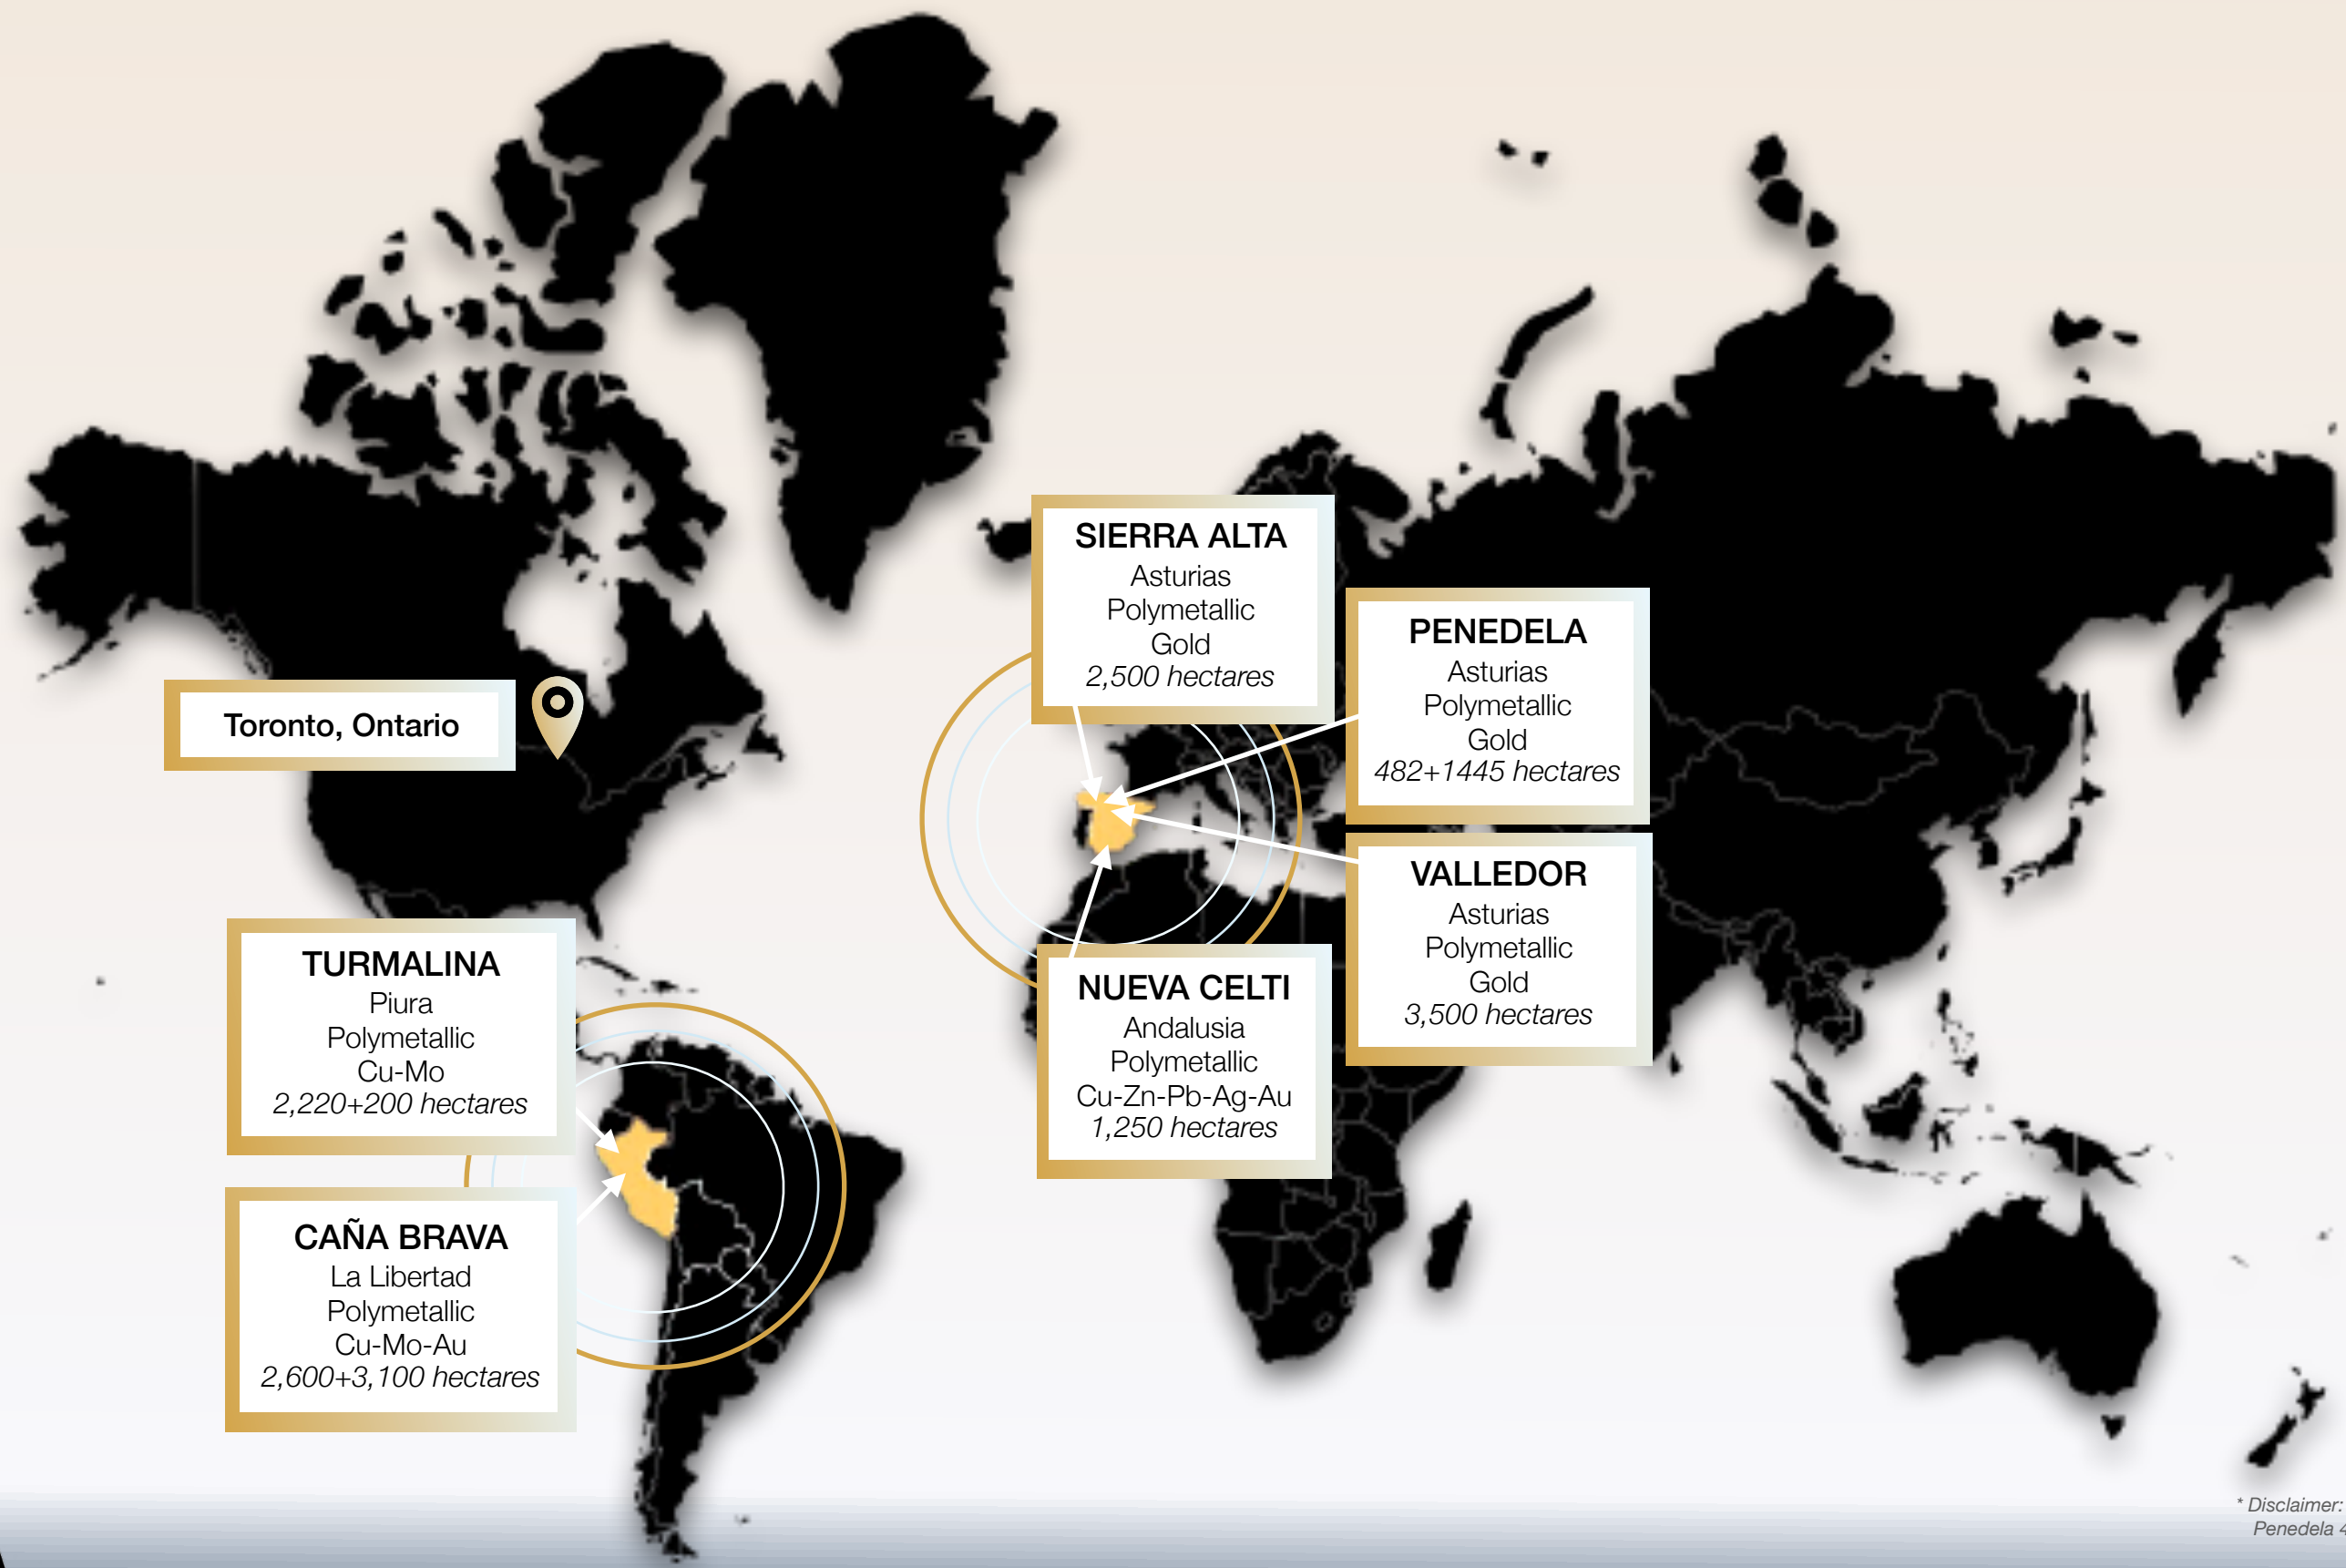 SIERRA ALTA
Asturias
Polymetallic
Gold
2,500 hectares
PENEDELA
Asturias
Polymetallic
Gold
482+1445 hectares
Toronto, Ontario
VALLEDOR
Asturias
Polymetallic
Gold
3,500 hectares
TURMALINA
Piura
Polymetallic
Cu-Mo
2,220+200 hectares
NUEVA CELTI
Andalusia
Polymetallic
Cu-Zn-Pb-Ag-Au
1,250 hectares
CAÑA BRAVA
La Libertad
Polymetallic
Cu-Mo-Au
2,600+3,100 hectares
* Disclaimer:
Penedela 4